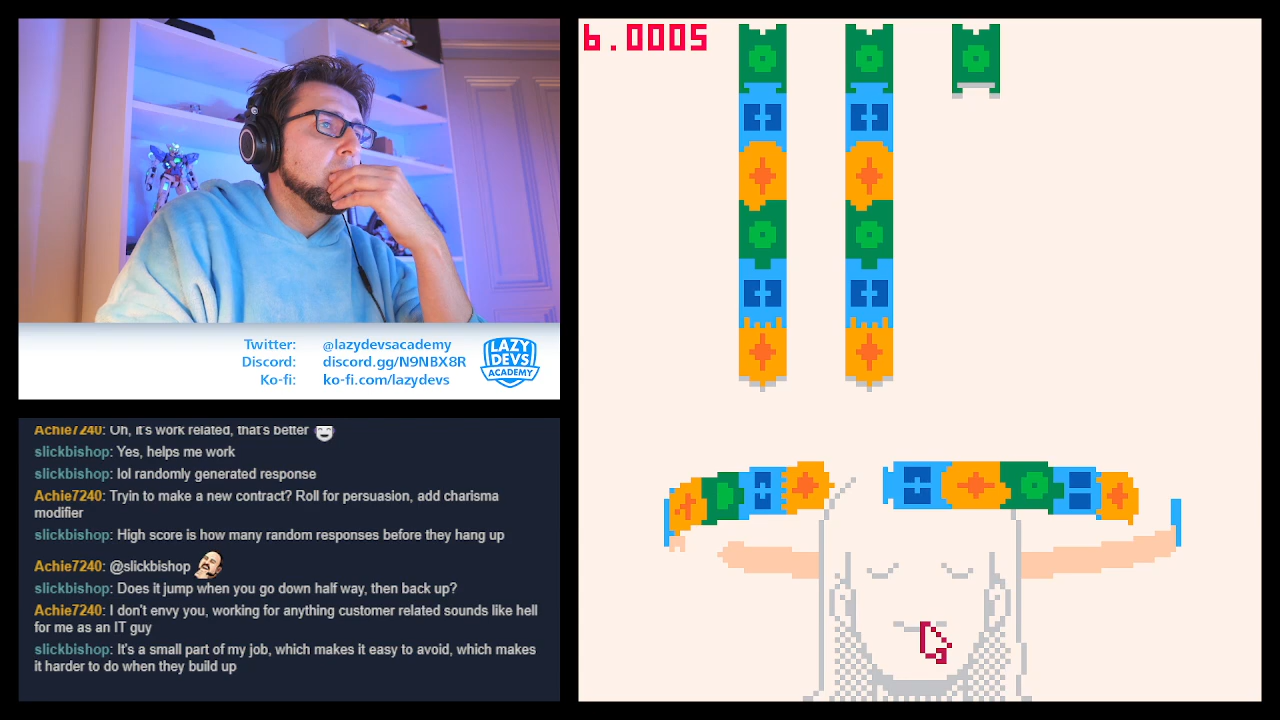 6.0005
Twitter: @lazydevsacademy
Discord: discord.gg/N9NBX8R
Ko-fi: ko-fi.com/lazydevs
LAZY
DEVS
ACADEMY
Achie7240: Oh, it's work related, that's better
slickbishop: Yes, helps me work
slickbishop: lol randomly generated response
Achie7240: Tryin to make a new contract? Roll for persuasion, add charisma
modifier
slickbishop: High score is how many random responses before they hang up
Achie7240: @slickbishop
slickbishop: Does it jump when you go down half way, then back up?
Achie7240: I don't envy you, working for anything customer related sounds like hell
for me as an IT guy
slickbishop: It's a small part of my job, which makes it easy to avoid, which makes
it harder to do when they build up